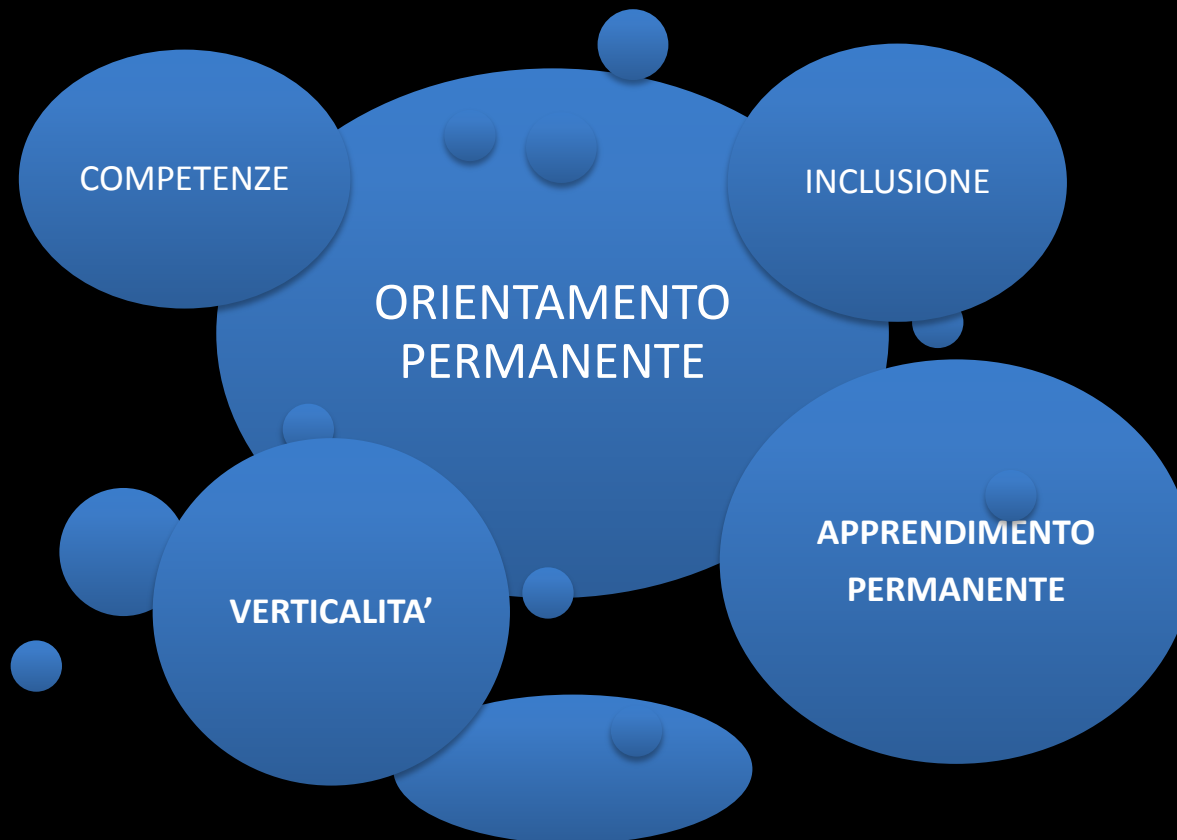 COMPETENZE
INCLUSIONE
ORIENTAMENTO
PERMANENTE
APPRENDIMENTO
PERMANENTE
VERTICALITA’